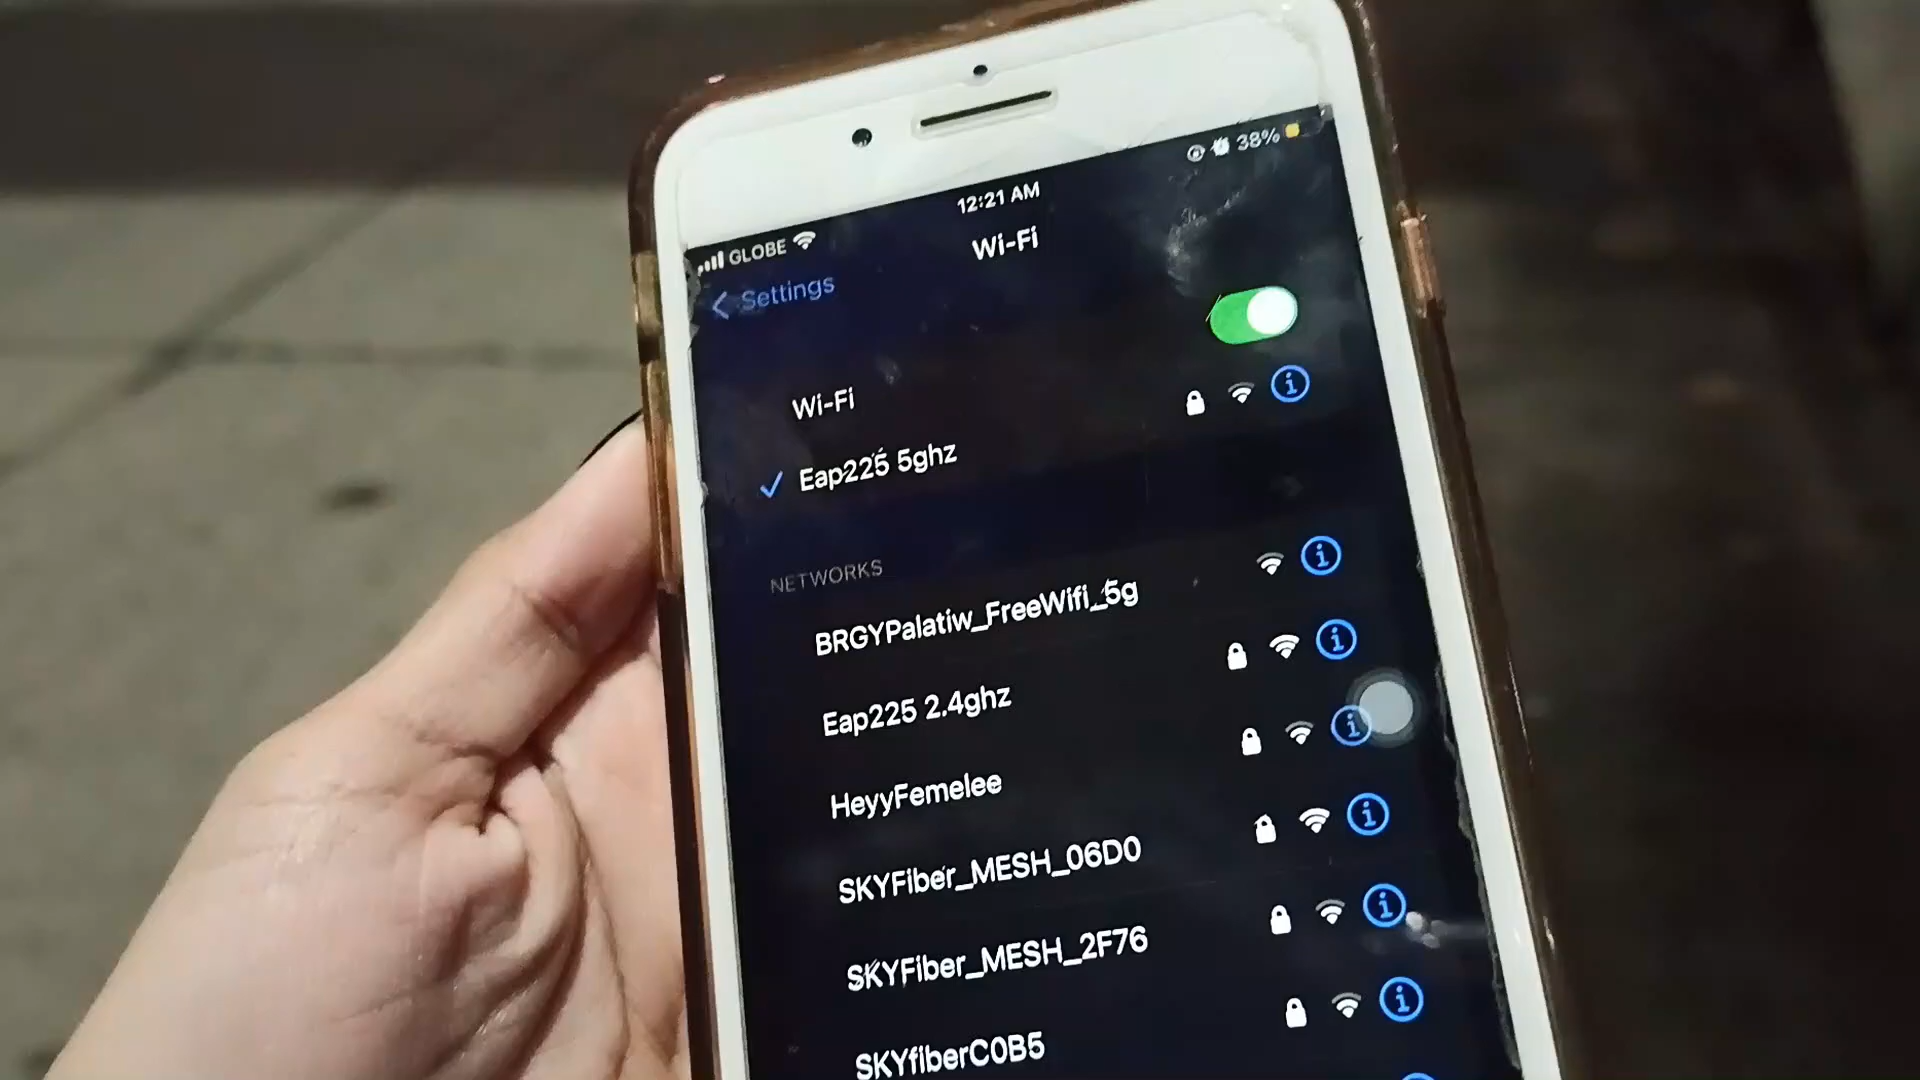 GLOBE 12:21 AM 38%
Settings Wi-Fi
Wi-Fi
Eap225 5ghz
NETWORKS
BRGYPalatiw_FreeWifi_5g
Eap225 2.4ghz
HeyyFemelee
SKYFiber_MESH_06D0
SKYFiber_MESH_2F76
SKYfiberC0B5